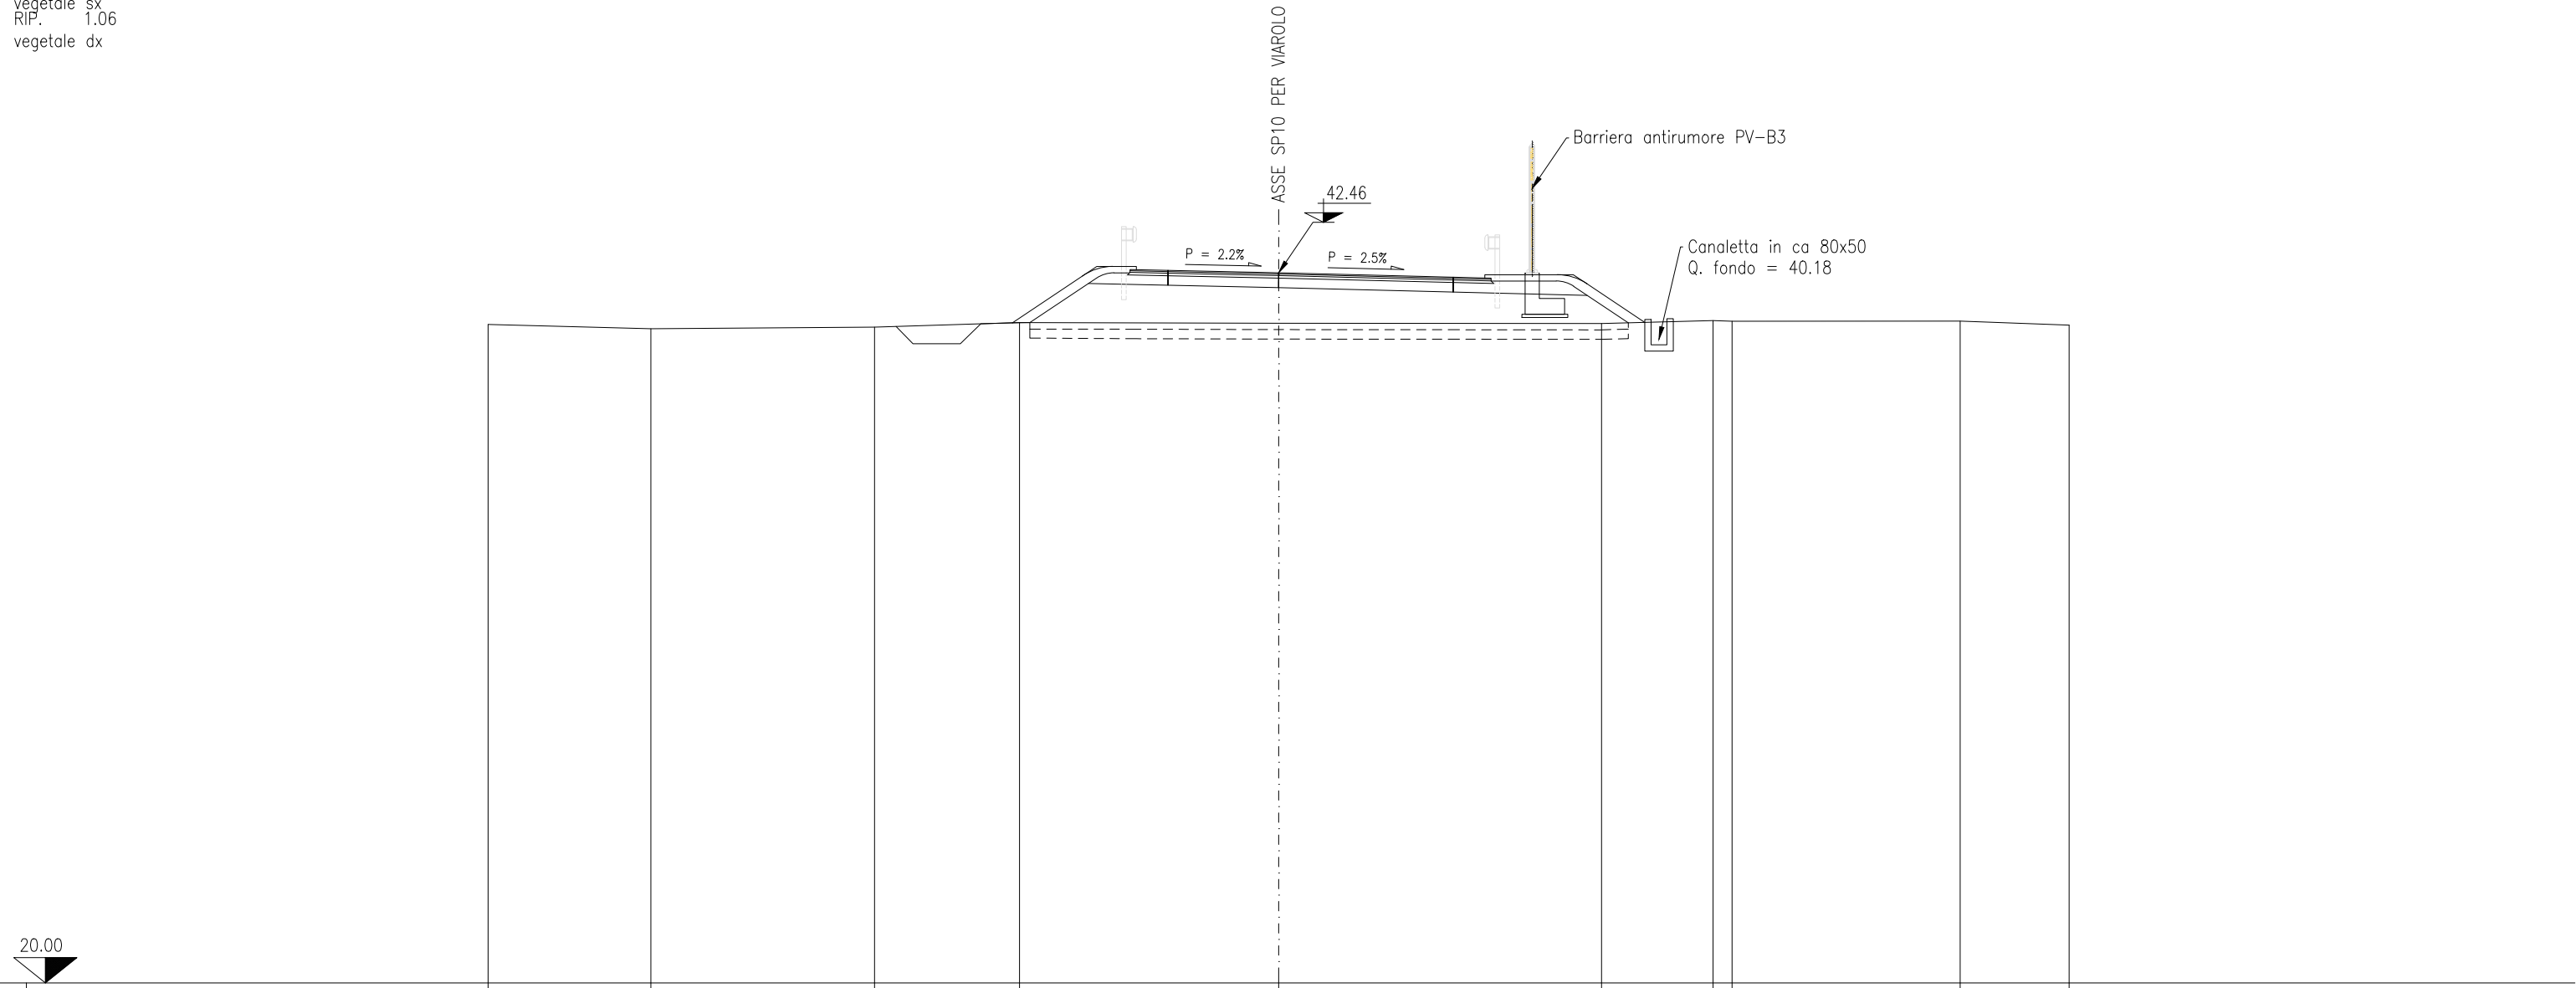 vegetale sx
RIP. 1.06
vegetale dx
ASSE SP10 PER VIAROLO
Barriera antirumore PV-B3
42.46
P = 2.2%
P = 2.5%
Canaletta in ca 80x50
Q. fondo = 40.18
20.00